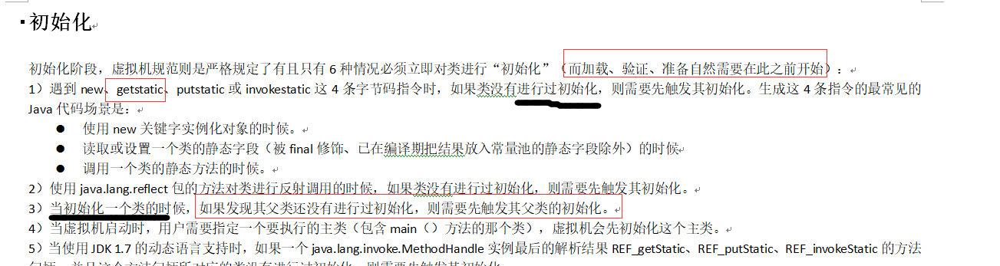 初始化
初始化阶段，虚拟机规范则是严格规定了有且只有 6 种情况必须立即对类进行“初始化”（而加载、验证、准备自然需要在此之前开始）：
1）遇到 new、getstatic、putstatic 或 invokestatic 这 4 条字节码指令时，如果类没有进行过初始化，则需要先触发其初始化。生成这 4 条指令的最常见的
Java 代码场景是：
● 使用 new 关键字实例化对象的时候。
● 读取或设置一个类的静态字段（被 final 修饰、已在编译期把结果放入常量池的静态字段除外）的时候
● 调用一个类的静态方法的时候。
2）使用 java.lang.reflect 包的方法对类进行反射调用的时候，如果类没有进行过初始化，则需要先触发其初始化。
3）当初始化一个类的时候，如果发现其父类还没有进行过初始化，则需要先触发其父类的初始化。
4）当虚拟机启动时，用户需要指定一个要执行的主类（包含 main（）方法的那个类），虚拟机会先初始化这个主类。
5）当使用 JDK 1.7 的动态语言支持时，如果一个 java.lang.invoke.MethodHandle 实例最后的解析结果 REF_getStatic、REF_putStatic、REF_invokeStatic 的方法